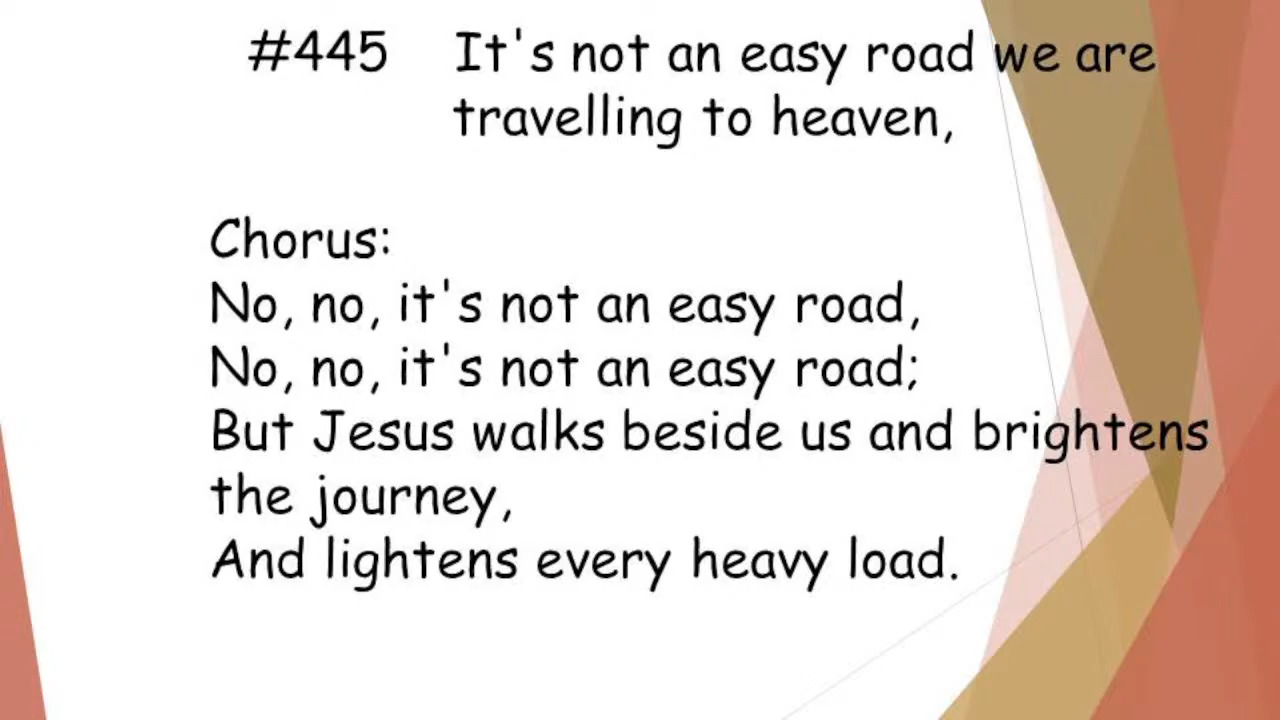 #445 It's not an easy road we are
travelling to heaven,
Chorus:
No, no, it's not an easy road,
No, no, it's not an easy road;
But Jesus walks beside us and brightens
the journey,
And lightens every heavy load.